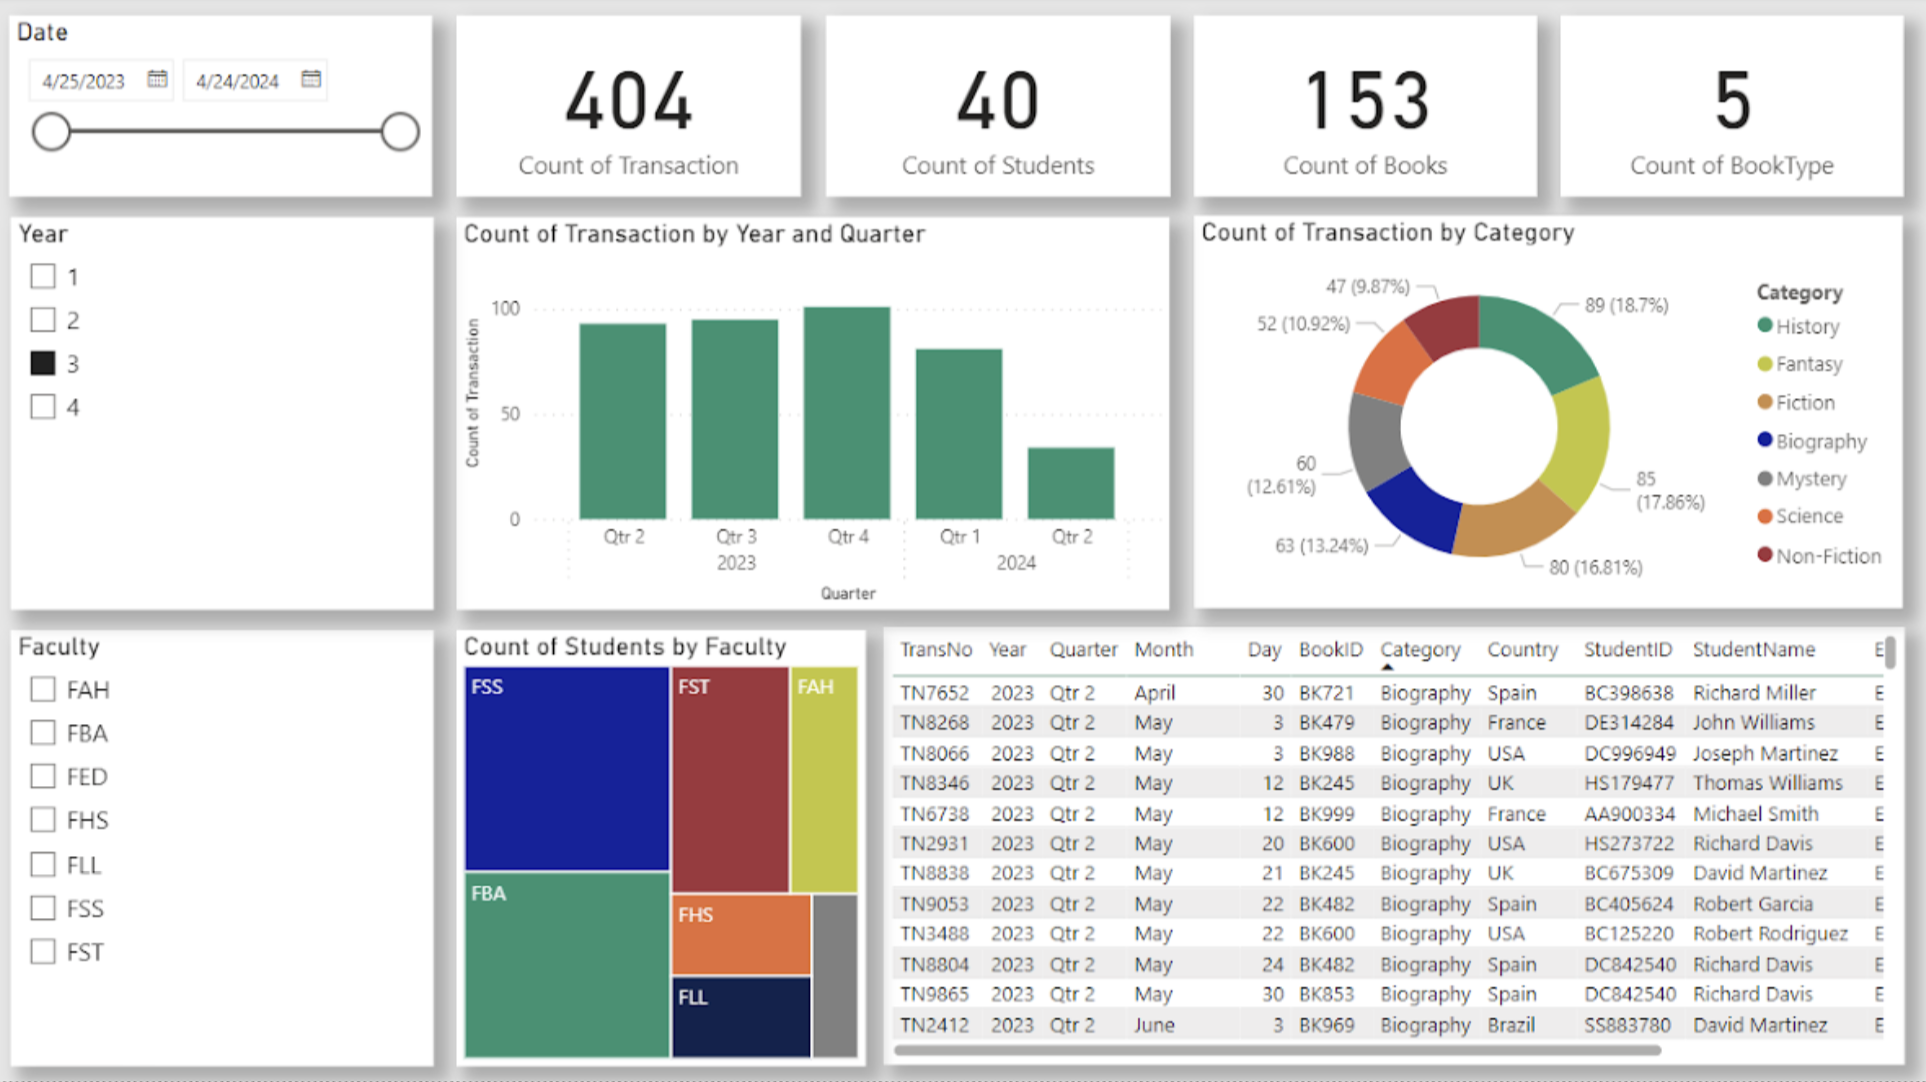 Date
4/25/2023 4/24/2024
404
Count of Transaction
40
Count of Students
153
Count of Books
5
Count of BookType
Year
1
2
3
4
Count of Transaction by Year and Quarter
Count of Transaction
100
50
0
Qtr 2 Qtr 3 Qtr 4 Qtr 1 Qtr 2
2023 2024
Quarter
Count of Transaction by Category
47 (9.87%)
89 (18.7%)
52 (10.92%)
60
(12.61%)
85
(17.86%)
63 (13.24%)
80 (16.81%)
Category
History
Fantasy
Fiction
Biography
Mystery
Science
Non-Fiction
Faculty
FAH
FBA
FED
FHS
FLL
FSS
FST
Count of Students by Faculty
FSS FST FAH
FBA
FHS
FLL
TransNo Year Quarter Month Day BookID Category Country StudentID StudentName E
TN7652 2023 Qtr 2 April 30 BK721 Biography Spain BC398638 Richard Miller E
TN8268 2023 Qtr 2 May 3 BK479 Biography France DE314284 John Williams E
TN8066 2023 Qtr 2 May 3 BK988 Biography USA DC996949 Joseph Martinez E
TN8346 2023 Qtr 2 May 12 BK245 Biography UK HS179477 Thomas Williams E
TN6738 2023 Qtr 2 May 12 BK999 Biography France AA900334 Michael Smith E
TN2931 2023 Qtr 2 May 20 BK600 Biography USA HS273722 Richard Davis E
TN8838 2023 Qtr 2 May 21 BK245 Biography UK BC675309 David Martinez E
TN9053 2023 Qtr 2 May 22 BK482 Biography Spain BC405624 Robert Garcia E
TN3488 2023 Qtr 2 May 22 BK600 Biography USA BC125220 Robert Rodriguez E
TN8804 2023 Qtr 2 May 24 BK482 Biography Spain DC842540 Richard Davis E
TN9865 2023 Qtr 2 May 30 BK853 Biography Spain DC842540 Richard Davis E
TN2412 2023 Qtr 2 June 3 BK969 Biography Brazil SS883780 David Martinez E